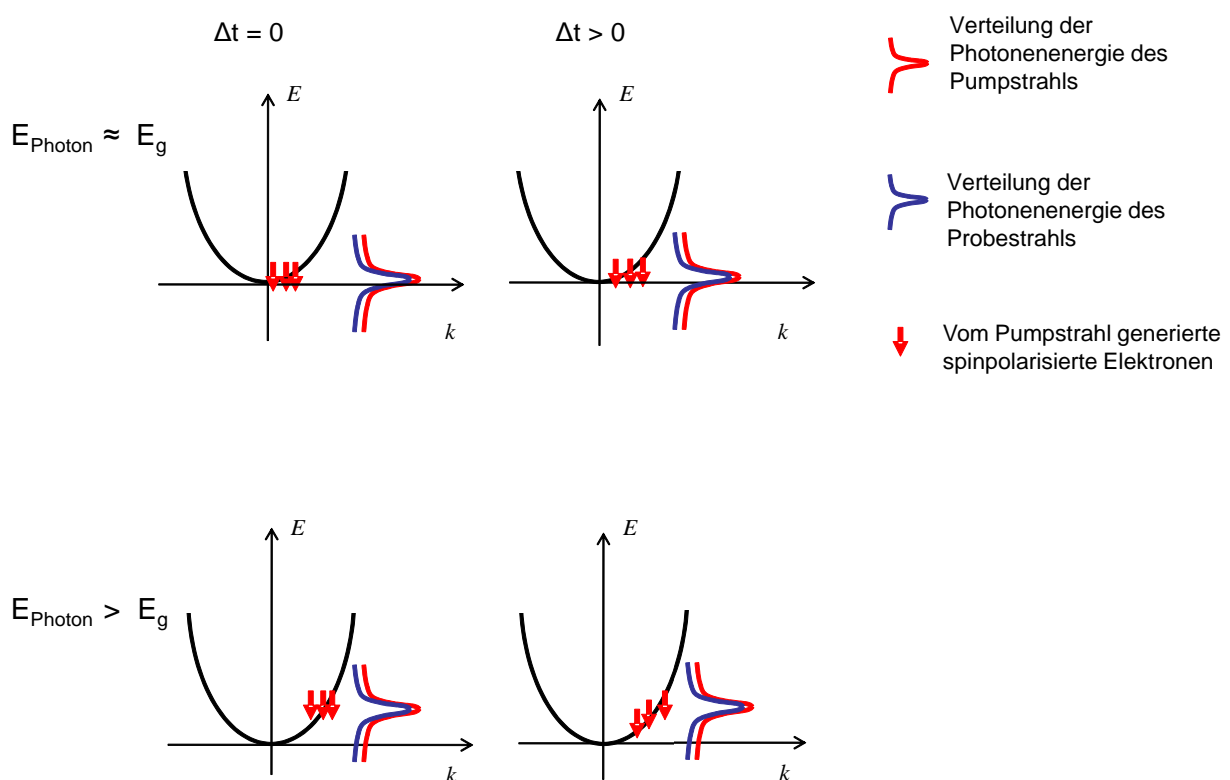 Δt = 0
Δt > 0
Verteilung der
Photonenenergie des
Pumpstrahls
E
E
E_Photon ≈ E_g
Verteilung der
Photonenenergie des
Probestrahls
k
k
Vom Pumpstrahl generierte
spinpolarisierte Elektronen
E
E
E_Photon > E_g
k
k